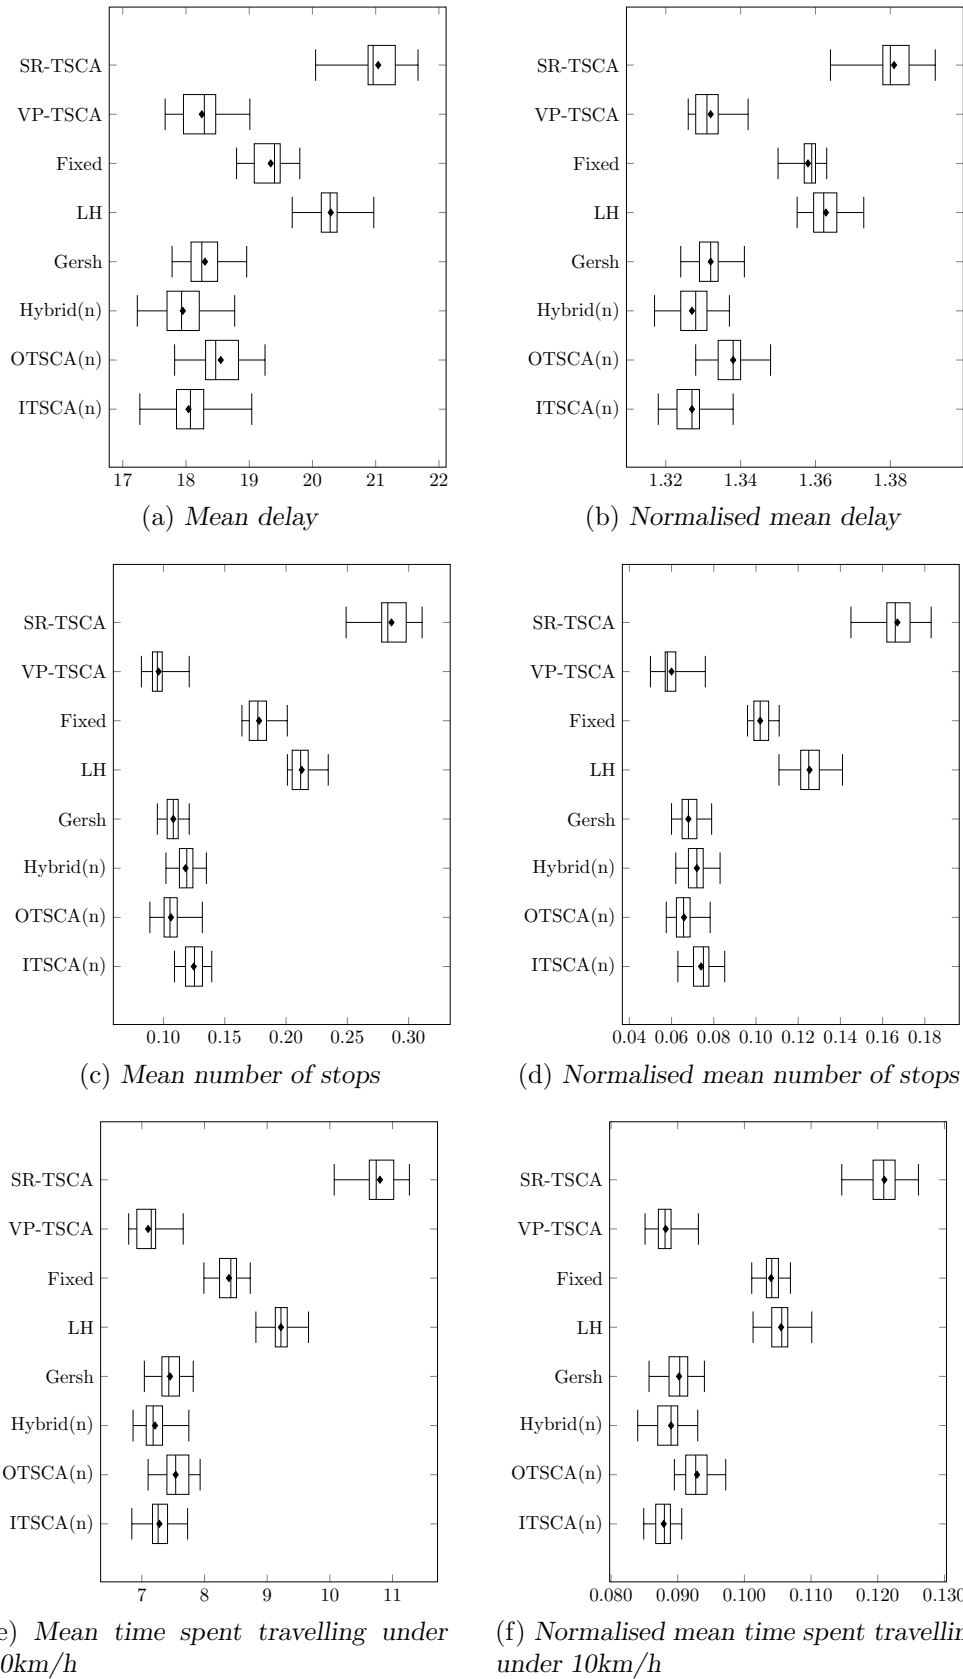 SR-TSCA
VP-TSCA
Fixed
LH
Gersh
Hybrid(n)
OTSCA(n)
ITSCA(n)
17 18 19 20 21 22
(a) Mean delay
SR-TSCA
VP-TSCA
Fixed
LH
Gersh
Hybrid(n)
OTSCA(n)
ITSCA(n)
1.32 1.34 1.36 1.38
(b) Normalised mean delay
SR-TSCA
VP-TSCA
Fixed
LH
Gersh
Hybrid(n)
OTSCA(n)
ITSCA(n)
0.10 0.15 0.20 0.25 0.30
(c) Mean number of stops
SR-TSCA
VP-TSCA
Fixed
LH
Gersh
Hybrid(n)
OTSCA(n)
ITSCA(n)
0.04 0.06 0.08 0.10 0.12 0.14 0.16 0.18
(d) Normalised mean number of stops
SR-TSCA
VP-TSCA
Fixed
LH
Gersh
Hybrid(n)
OTSCA(n)
ITSCA(n)
7 8 9 10 11
e) Mean time spent travelling under
0km/h
SR-TSCA
VP-TSCA
Fixed
LH
Gersh
Hybrid(n)
OTSCA(n)
ITSCA(n)
0.080 0.090 0.100 0.110 0.120 0.130
(f) Normalised mean time spent travellin
under 10km/h